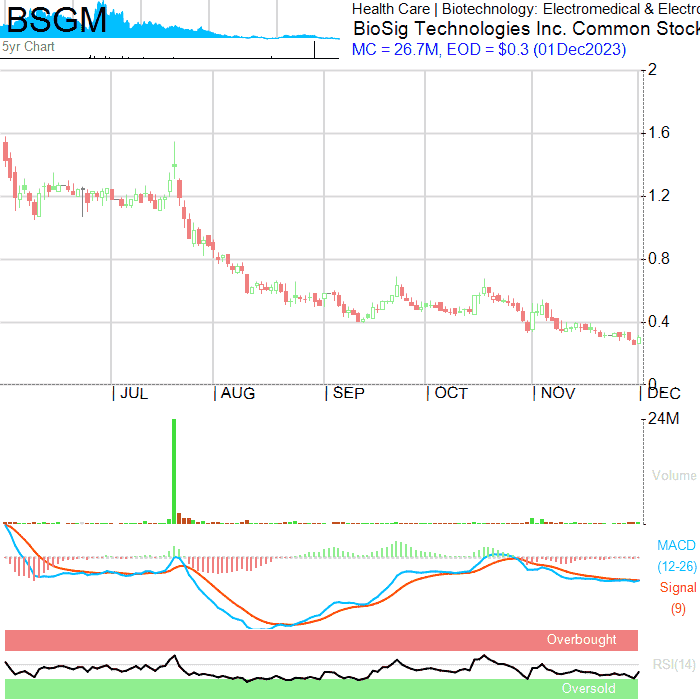 BSGM
5yr Chart
Health Care | Biotechnology: Electromedical & Electro
BioSig Technologies Inc. Common Stock
MC = 26.7M, EOD = $0.3 (01Dec2023)
2
1.6
1.2
0.8
0.4
0
JUL AUG SEP OCT NOV DEC
24M
Volume
MACD
(12-26)
Signal
(9)
Overbought
RSI(14)
Oversold